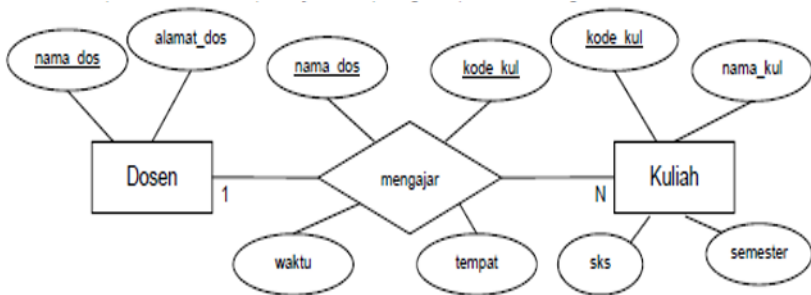 nama_dos
alamat_dos
nama_dos
kode_kul
kode_kul
nama_kul
Dosen
1
mengajar
N
Kuliah
waktu
tempat
sks
semester